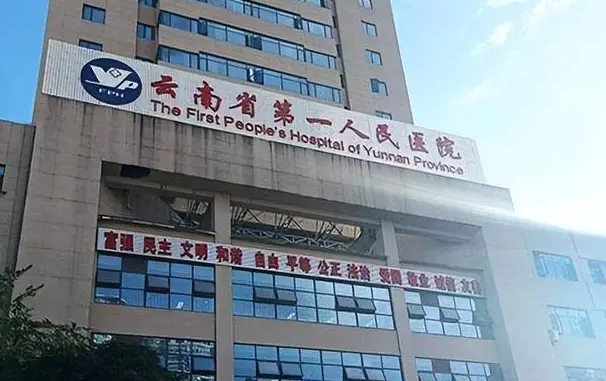 云南省第一人民医院
The First People's Hospital of Yunnan Province
FPH
富强 民主 文明 和谐 自由 平等 公正 法治 爱国 敬业 诚信 友善